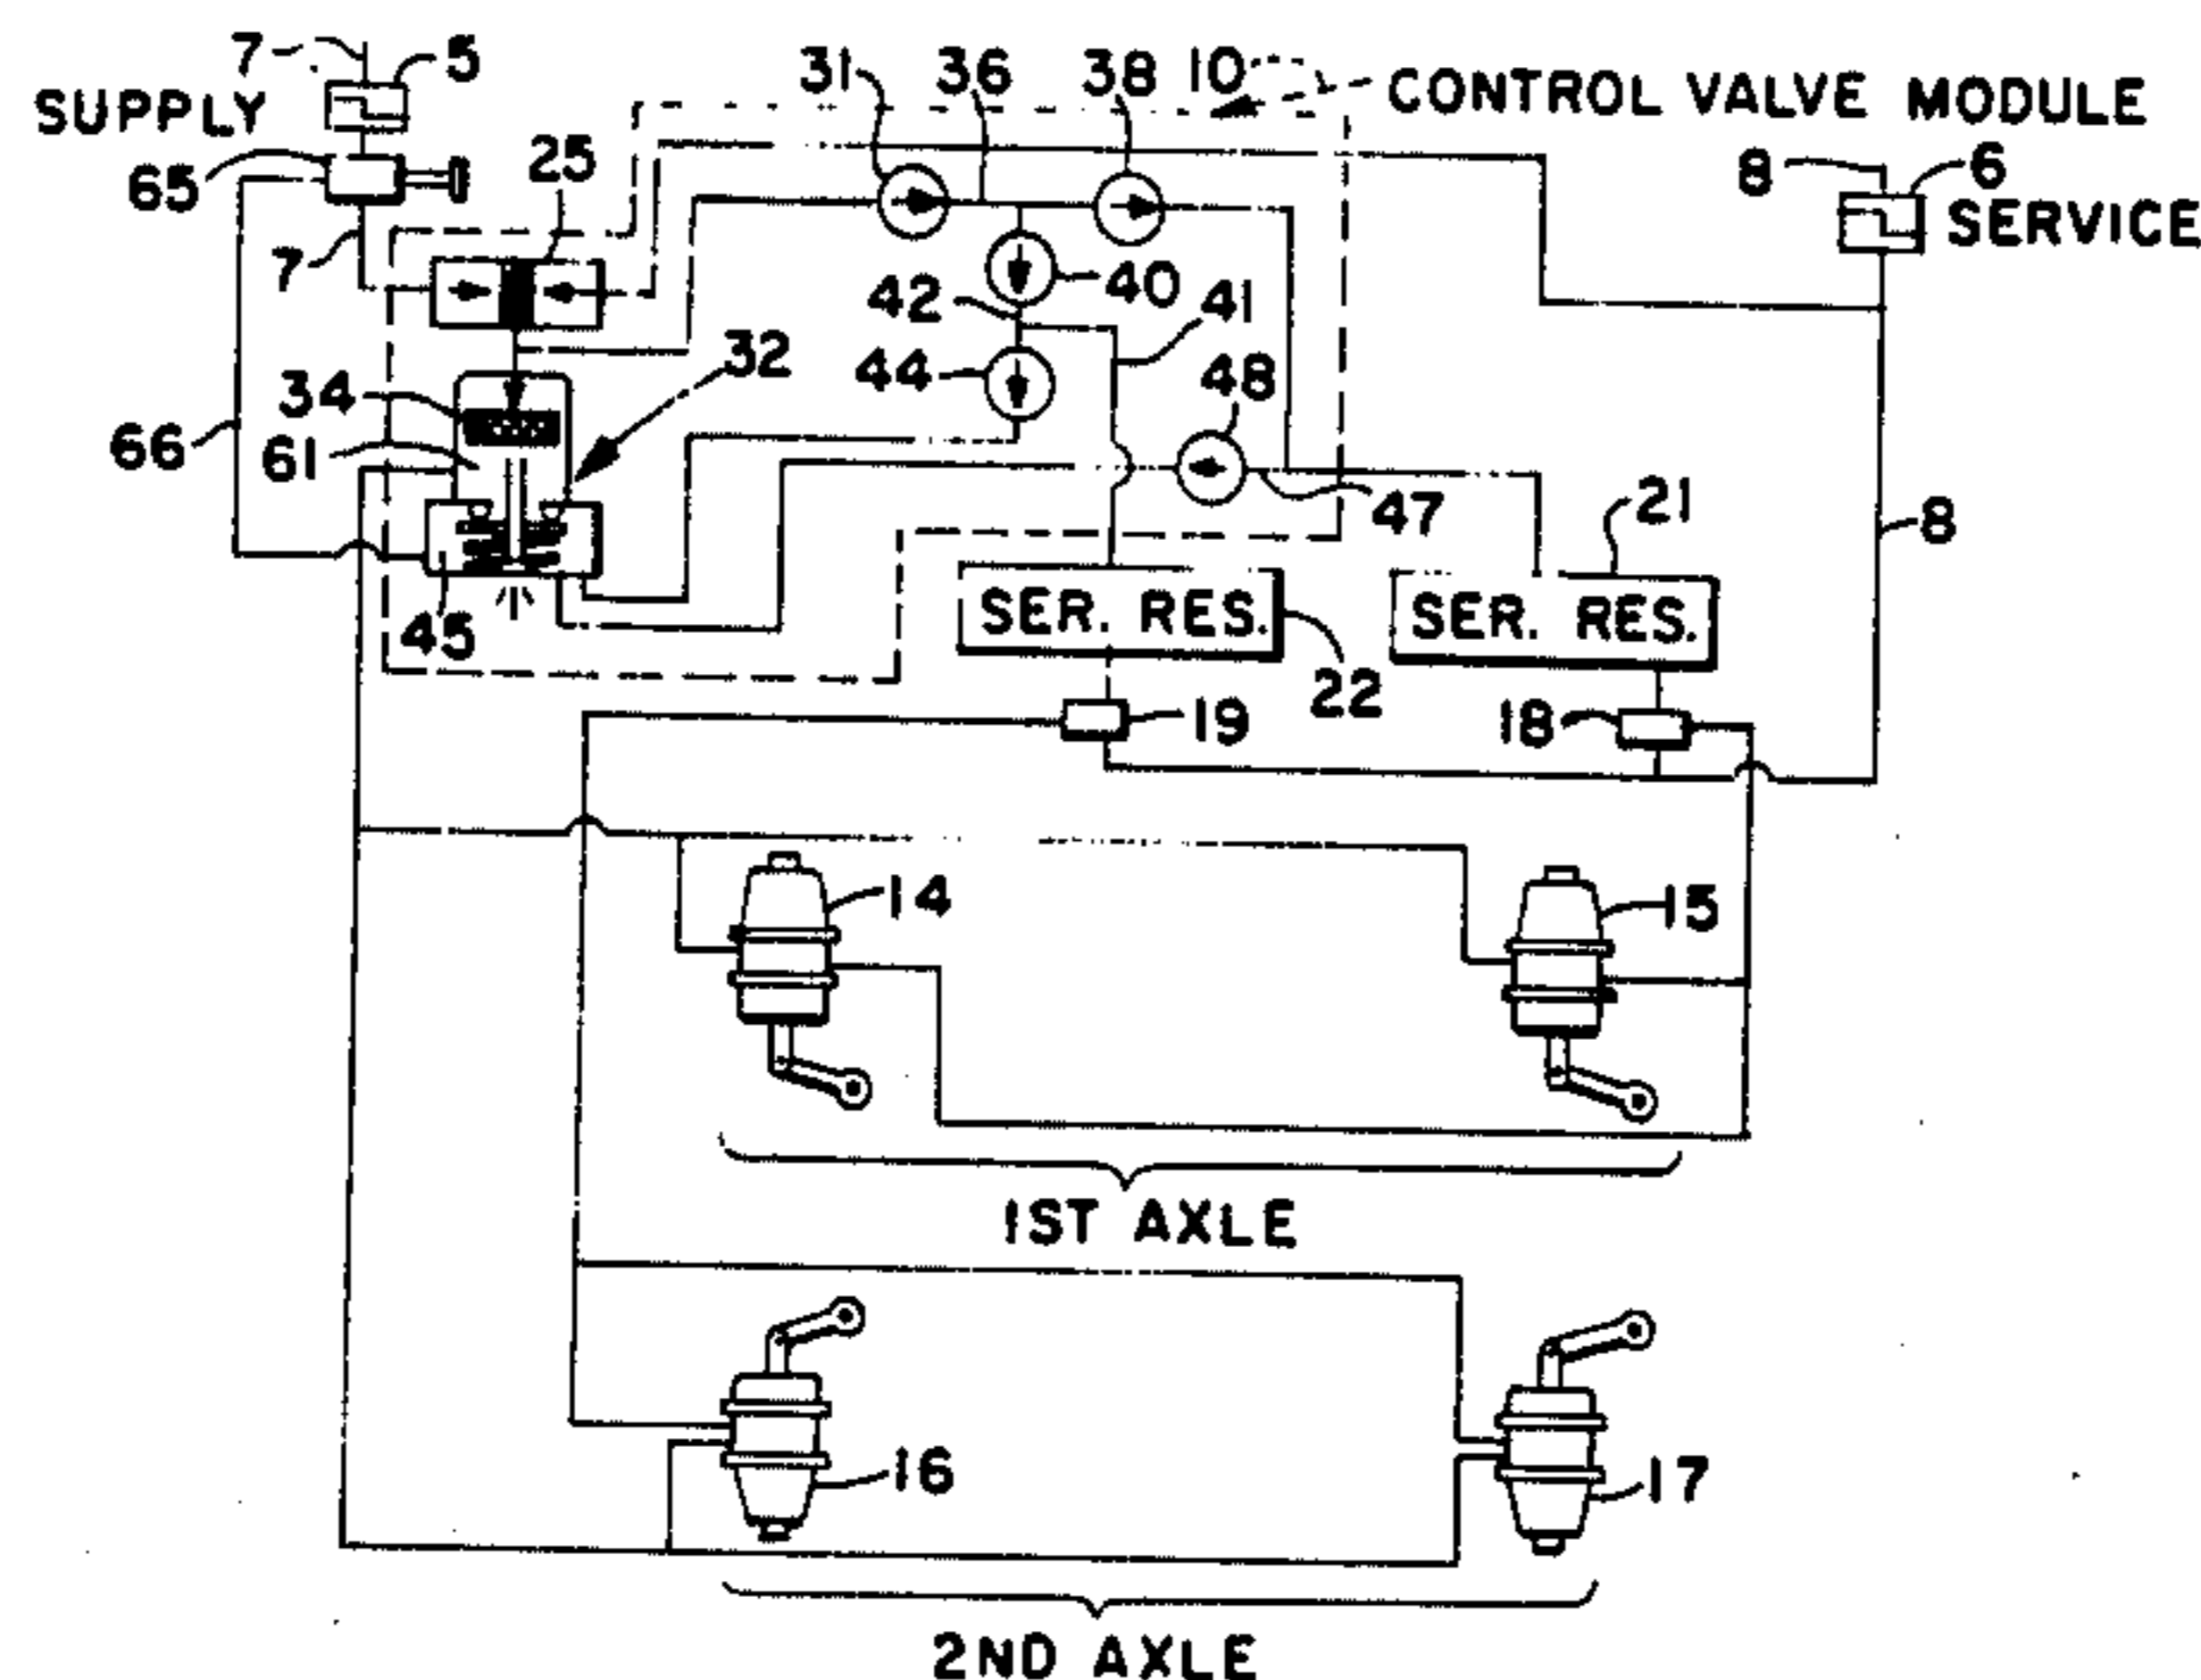 7 5
31 36 38 10
CONTROL VALVE MODULE
SUPPLY
65
25
8 6
SERVICE
7
42 40 41
34 32
44 48
66 61
47
21
8
SER. RES.
SER. RES.
45
22
19
18
14
15
1ST AXLE
16
17
2ND AXLE